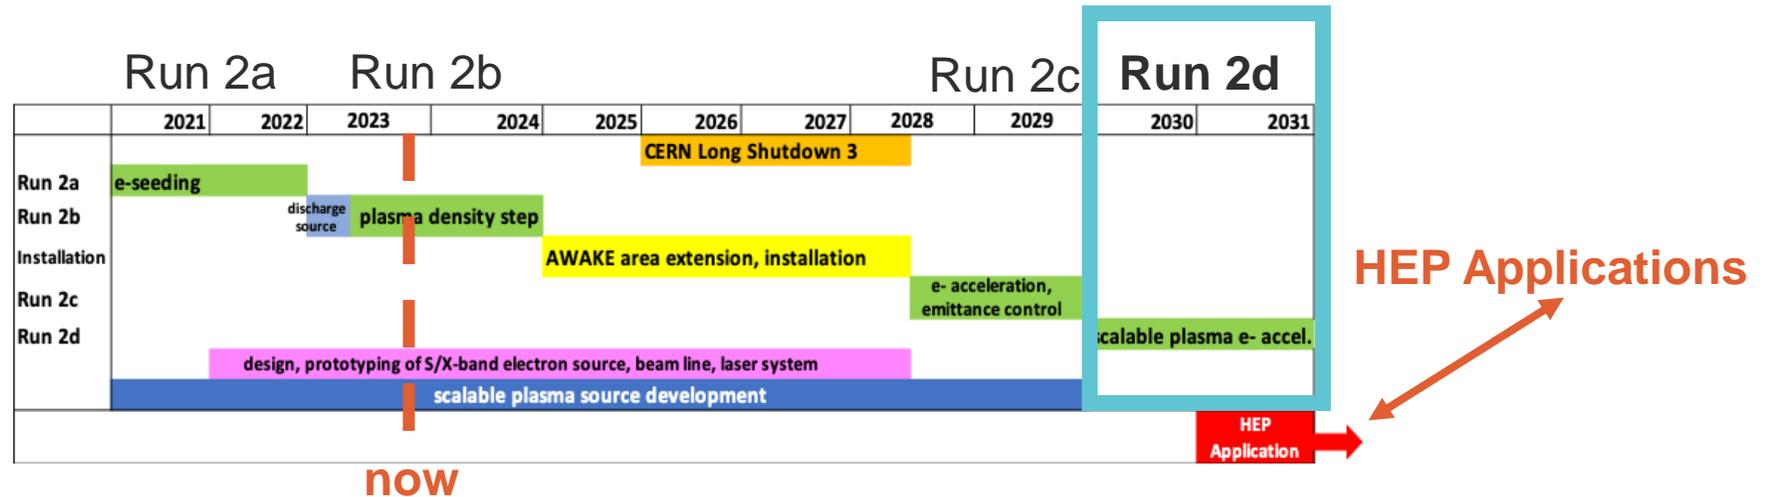 Run 2a Run 2b Run 2c Run 2d
2021 2022 2023 2024 2025 2026 2027 2028 2029 2030 2031
CERN Long Shutdown 3
Run 2a e-seeding
Run 2b discharge source plasma density step
Installation AWAKE area extension, installation
Run 2c e- acceleration,
emittance control
Run 2d scalable plasma e- accel.
design, prototyping of S/X-band electron source, beam line, laser system
scalable plasma source development
HEP
Application
HEP Applications
now